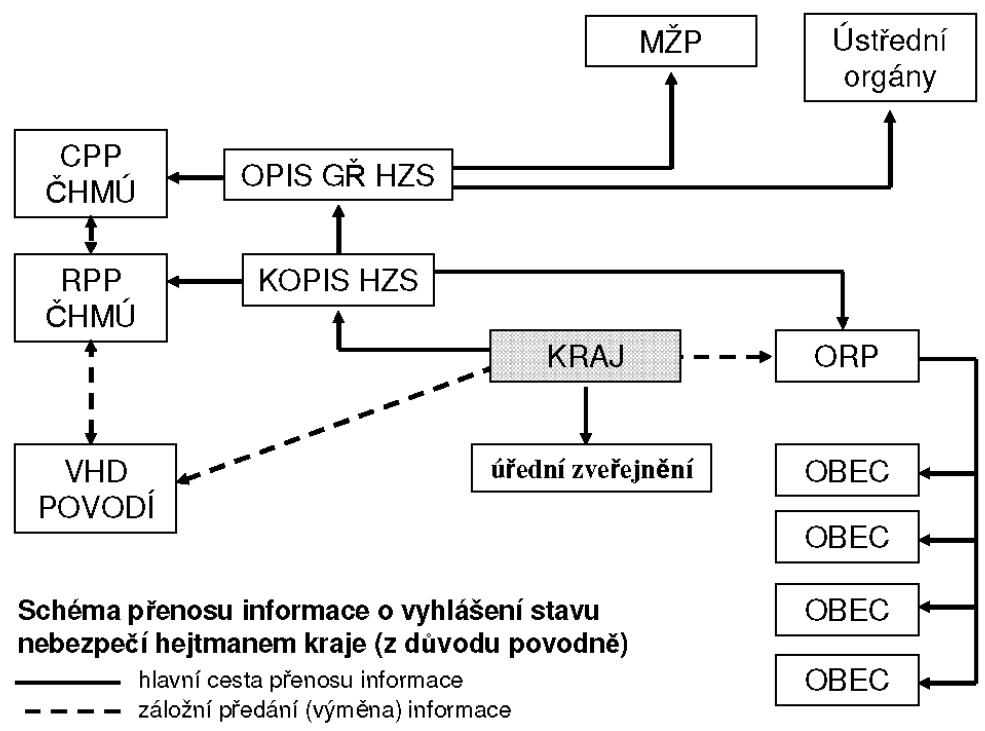 MŽP
Ústřední
orgány
CPP
ČHMÚ
OPIS GŘ HZS
RPP
ČHMÚ
KOPIS HZS
KRAJ
ORP
VHD
POVODÍ
úřední zveřejnění
OBEC
OBEC
OBEC
OBEC
Schéma přenosu informace o vyhlášení stavu
nebezpečí hejtmanem kraje (z důvodu povodně)
hlavní cesta přenosu informace
záložní předání (výměna) informace